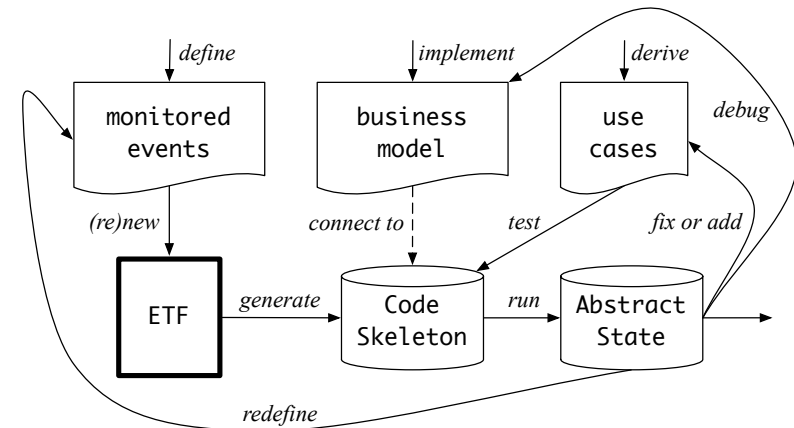 define
implement
derive
monitored
events
business
model
use
cases
debug
(re)new
connect to
test
fix or add
ETF
generate
Code
Skeleton
run
Abstract
State
redefine